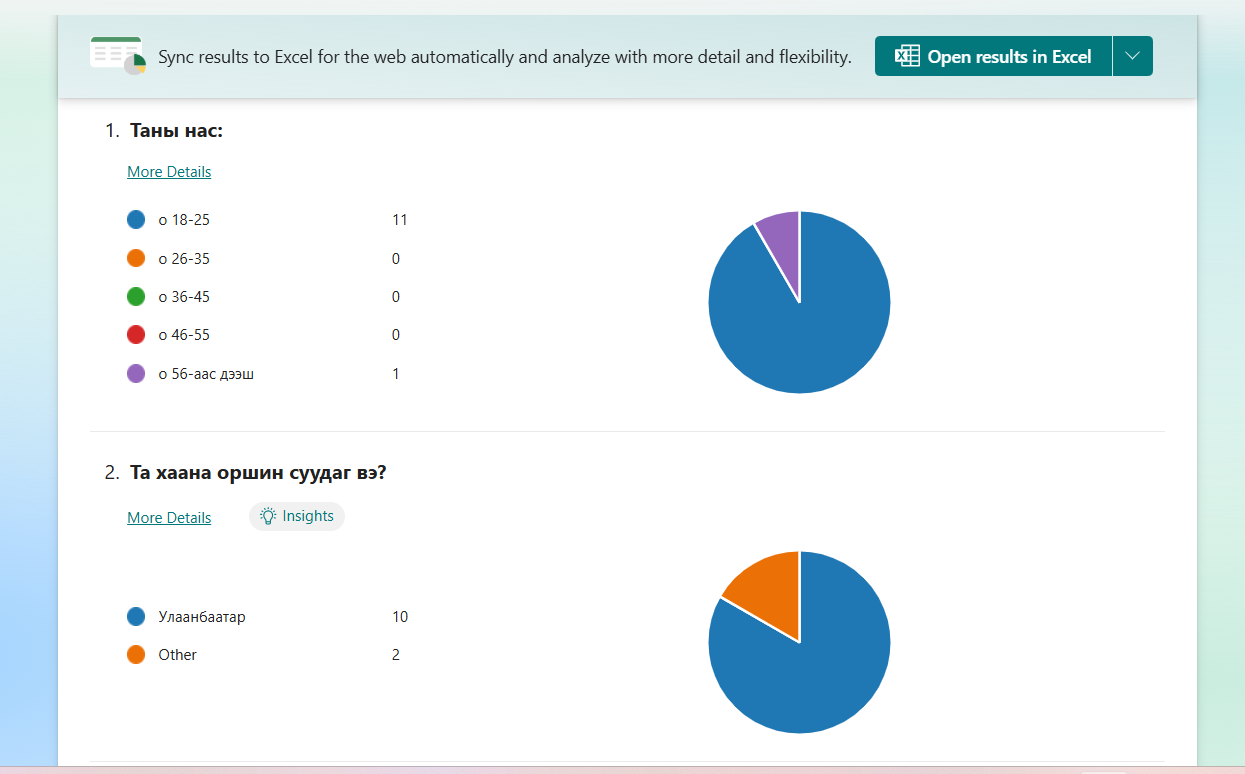 Sync results to Excel for the web automatically and analyze with more detail and flexibility.
Open results in Excel
1. Таны нас:
More Details
o 18-25 11
o 26-35 0
o 36-45 0
o 46-55 0
o 56-аас дээш 1
2. Та хаана оршин суудаг вэ?
More Details Insights
Улаанбаатар 10
Other 2